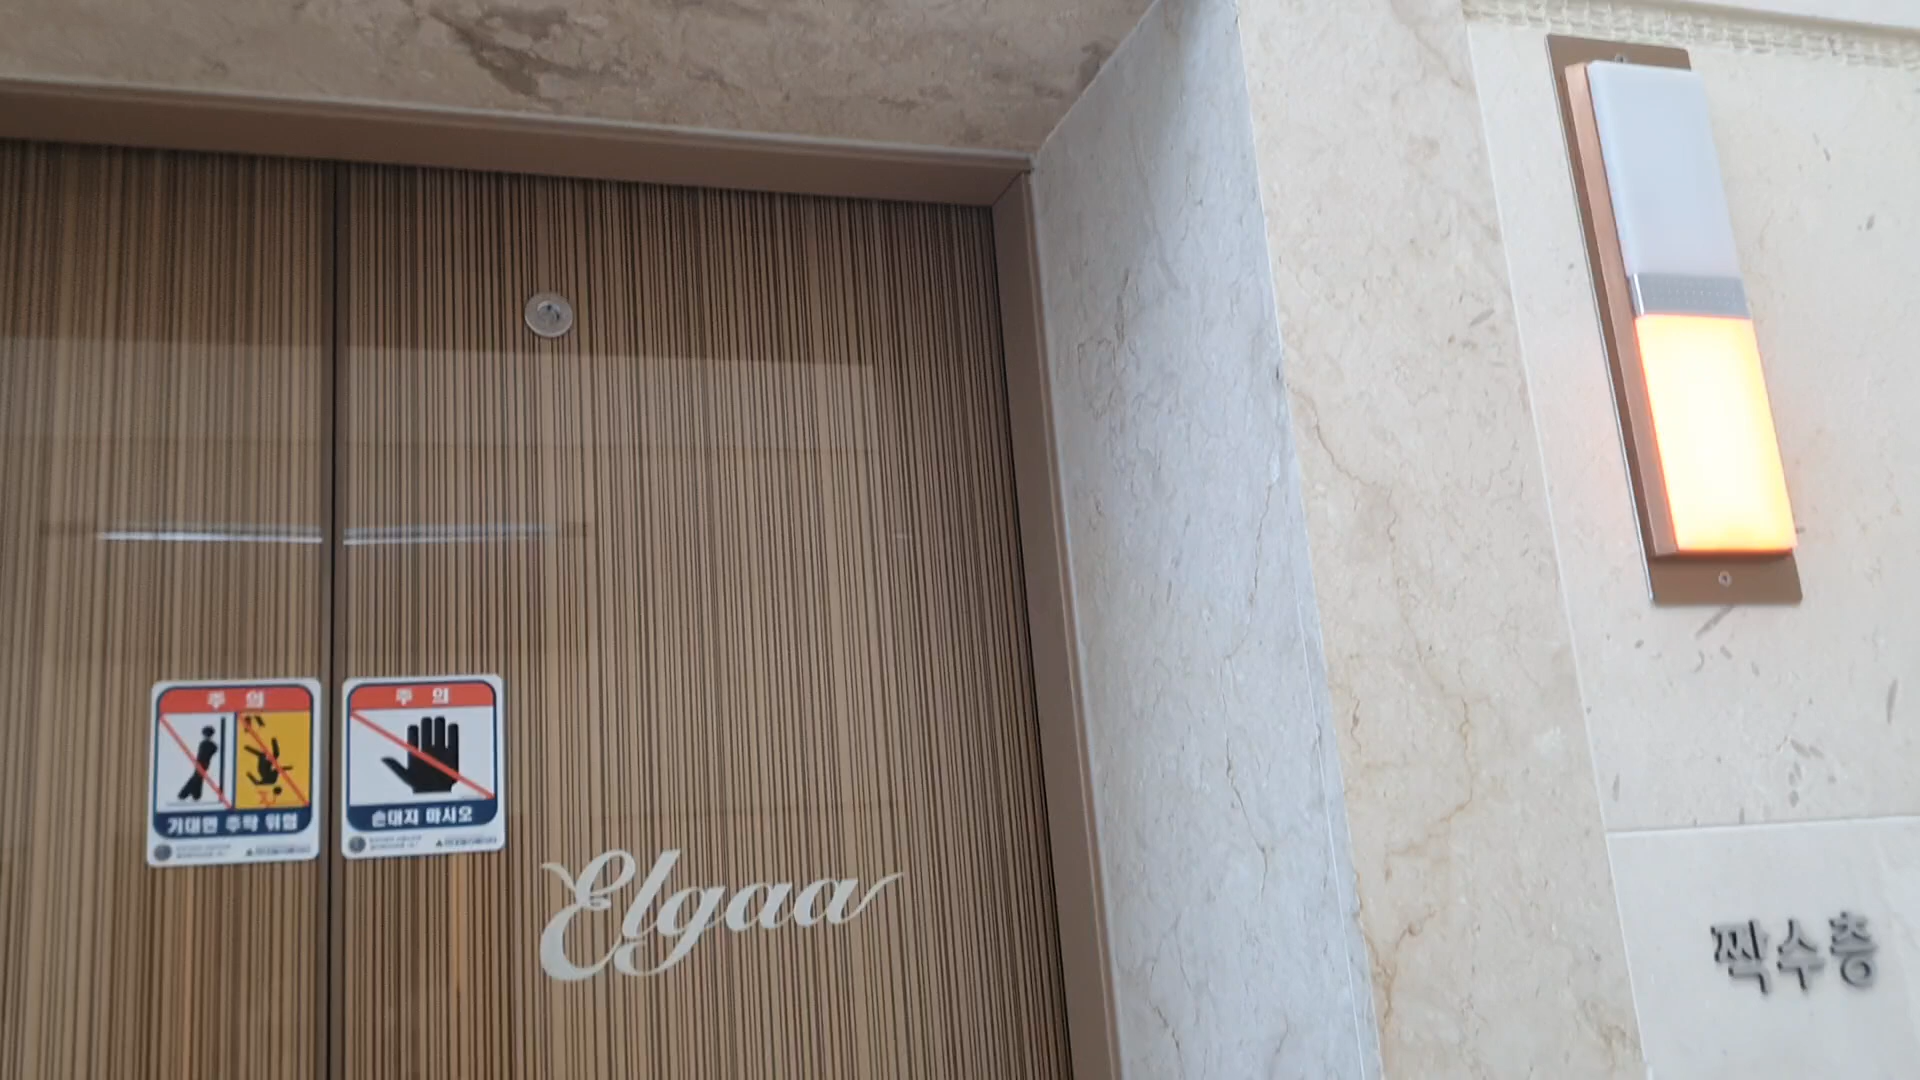 주 의
기대면 추락 위험
주 의
손대지 마시오
Elgaa
짝수층